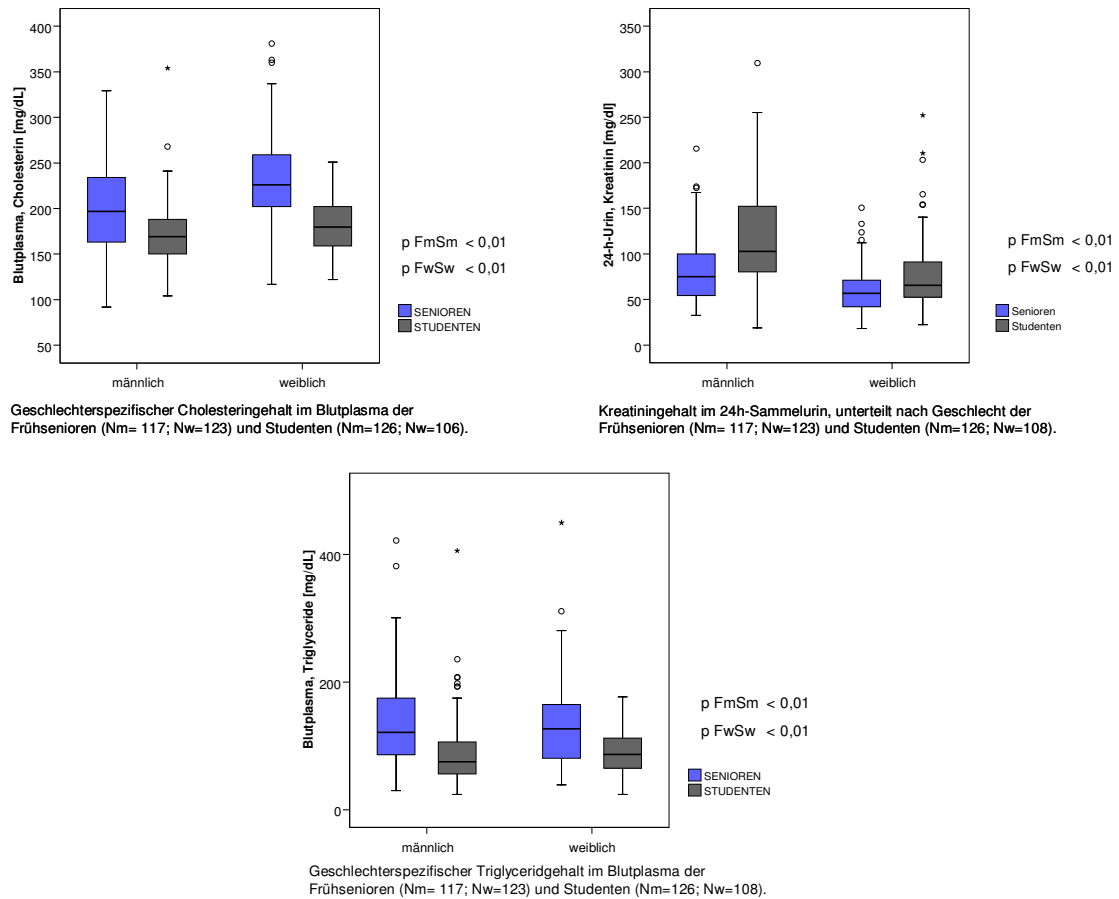 400
350
300
250
200
150
100
50
Blutplasma, Cholesterin [mg/dL]
männlich
weiblich
p FmSm < 0,01
p FwSw < 0,01
SENIOREN
STUDENTEN
Geschlechterspezifischer Cholesteringehalt im Blutplasma der
Frühsenioren (Nm= 117; Nw=123) und Studenten (Nm=126; Nw=106).
350
300
250
200
150
100
50
0
24-h-Urin, Kreatinin [mg/dl]
männlich
weiblich
p FmSm < 0,01
p FwSw < 0,01
Senioren
Studenten
Kreatiningehalt im 24h-Sammelurin, unterteilt nach Geschlecht der
Frühsenioren (Nm= 117; Nw=123) und Studenten (Nm=126; Nw=108).
400
200
0
Blutplasma, Triglyceride [mg/dL]
männlich
weiblich
p FmSm < 0,01
p FwSw < 0,01
SENIOREN
STUDENTEN
Geschlechterspezifischer Triglyceridgehalt im Blutplasma der
Frühsenioren (Nm= 117; Nw=123) und Studenten (Nm=126; Nw=108).